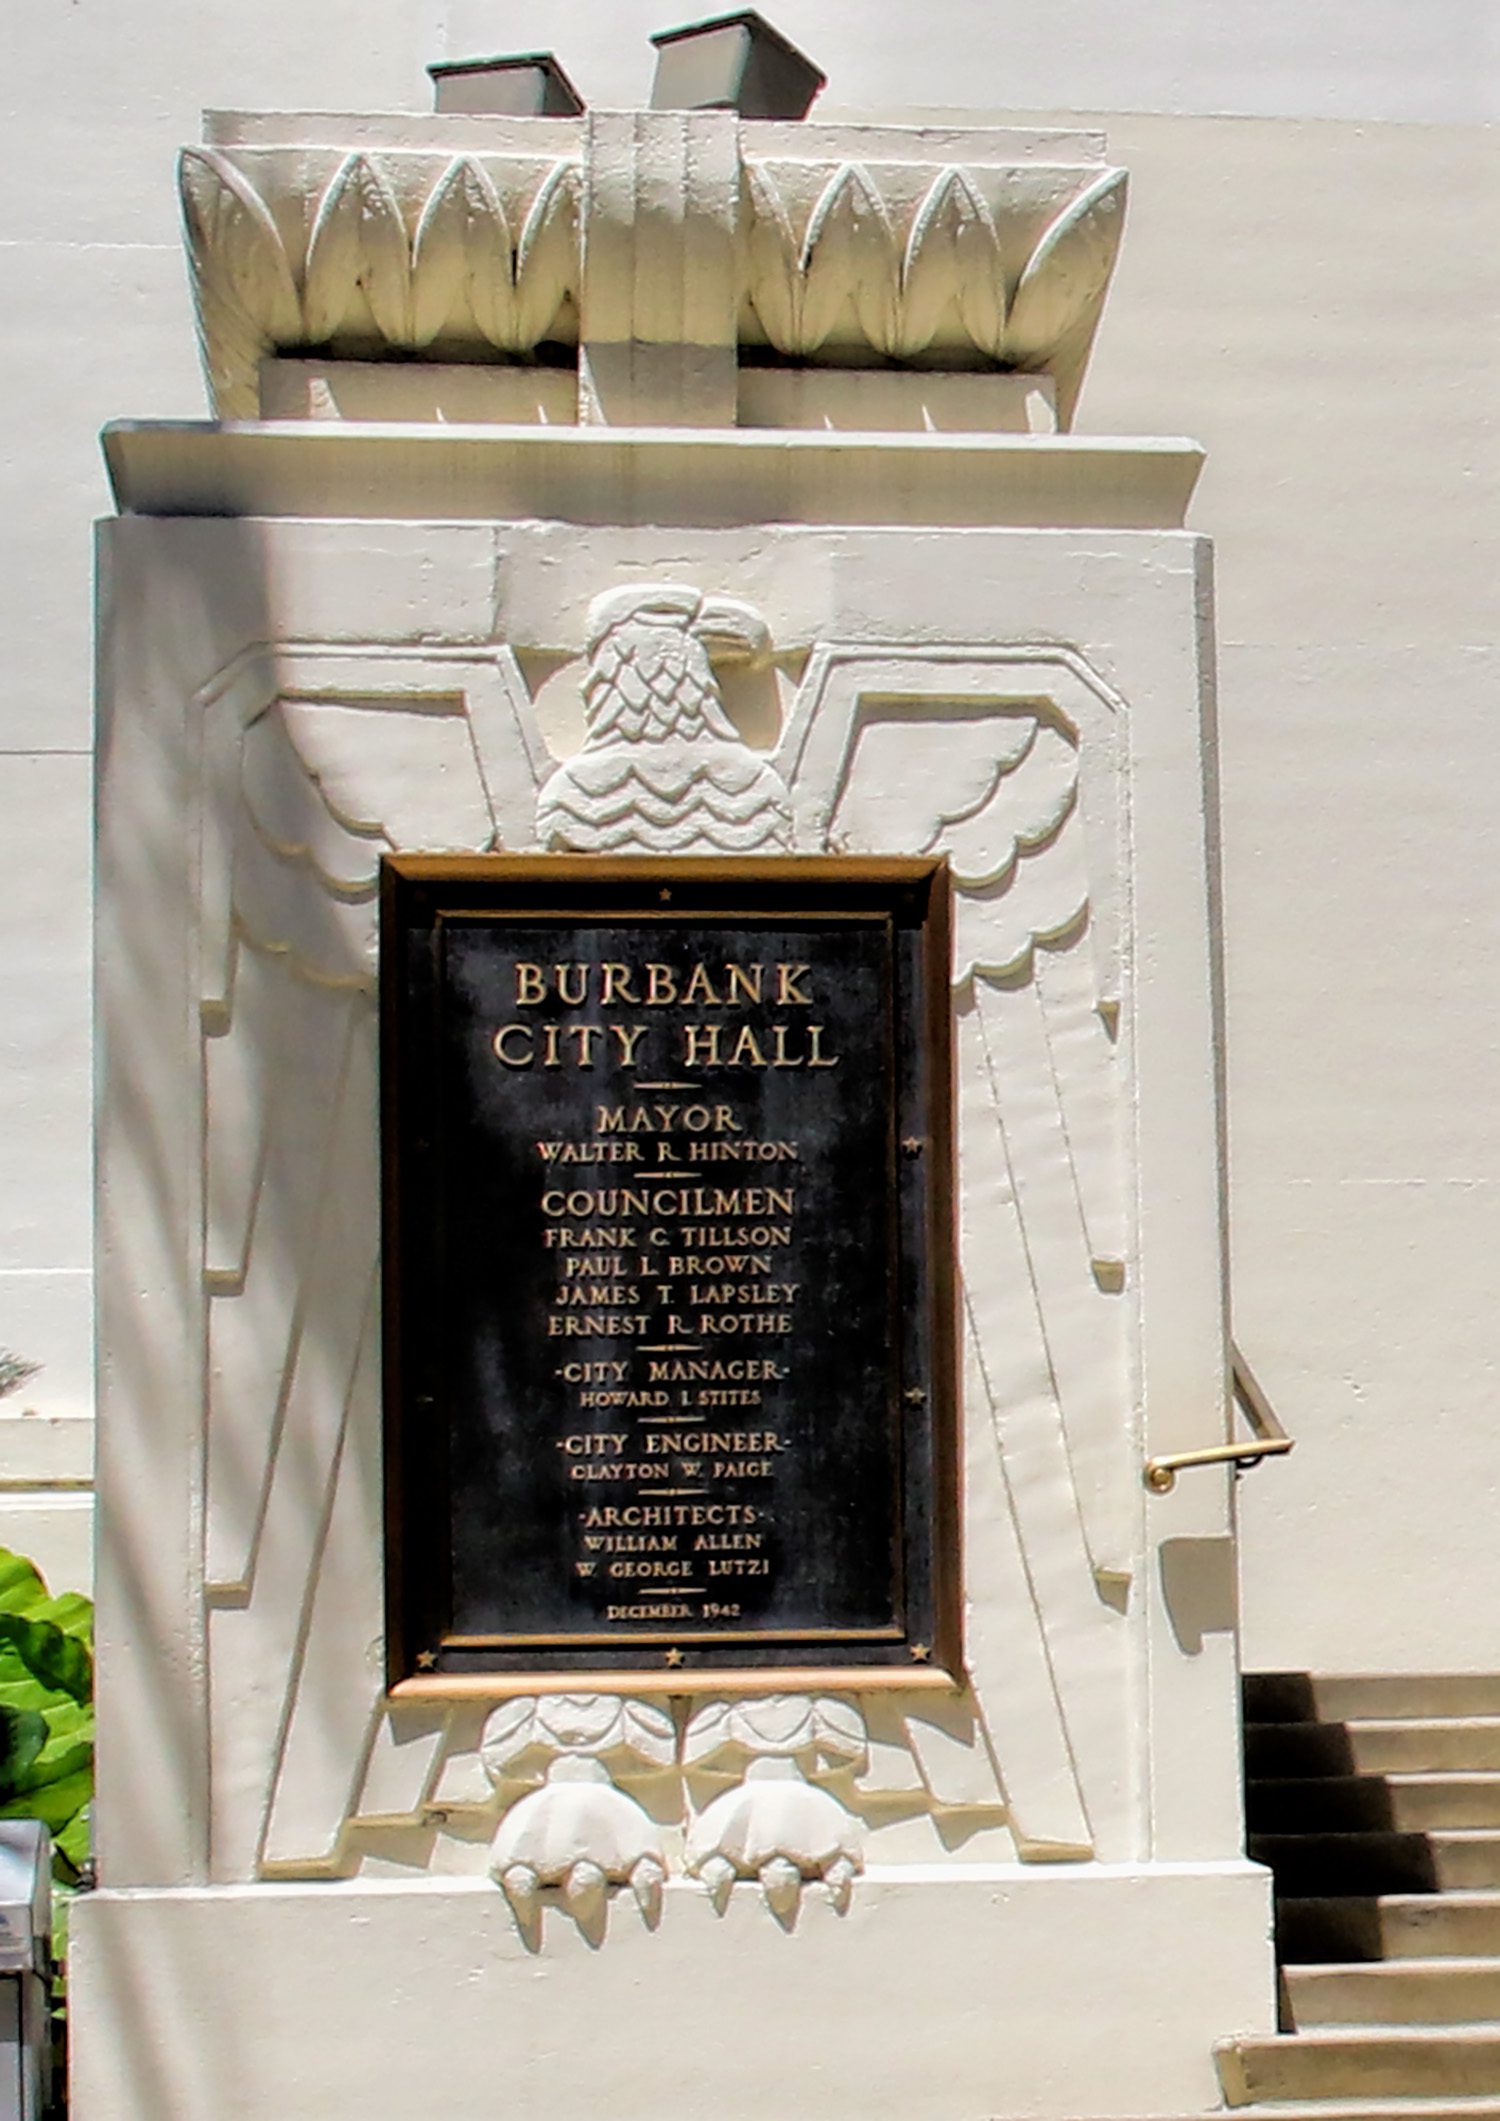 BURBANK
CITY HALL
MAYOR
WALTER R. HINTON
COUNCILMEN
FRANK C. TILLSON
PAUL L. BROWN
JAMES T. LAPSLEY
ERNEST R. ROTHE
-CITY MANAGER-
HOWARD I. STITES
-CITY ENGINEER-
CLAYTON W. PAIGE
-ARCHITECTS-
WILLIAM ALLEN
W. GEORGE LUTZI
DECEMBER 1942